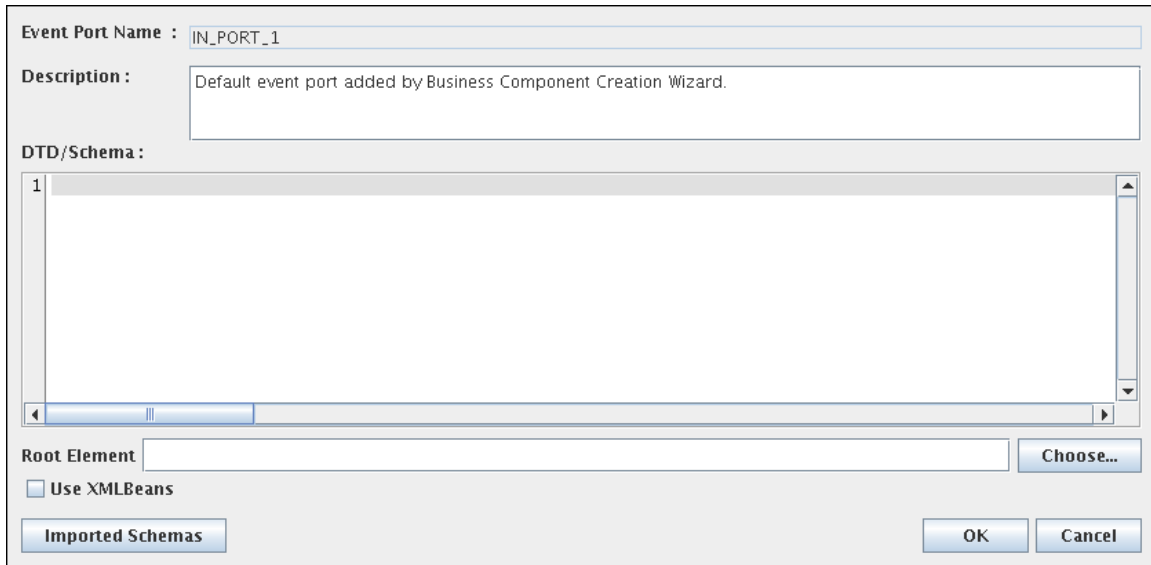 Event Port Name : IN_PORT_1
Description : Default event port added by Business Component Creation Wizard.
DTD/Schema :
1
Root Element Choose...
Use XMLBeans
Imported Schemas OK Cancel